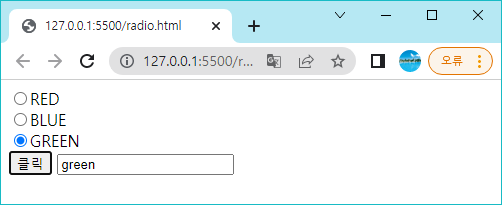 127.0.0.1:5500/radio.html
127.0.0.1:5500/r...
오류
RED
BLUE
GREEN
클릭 green